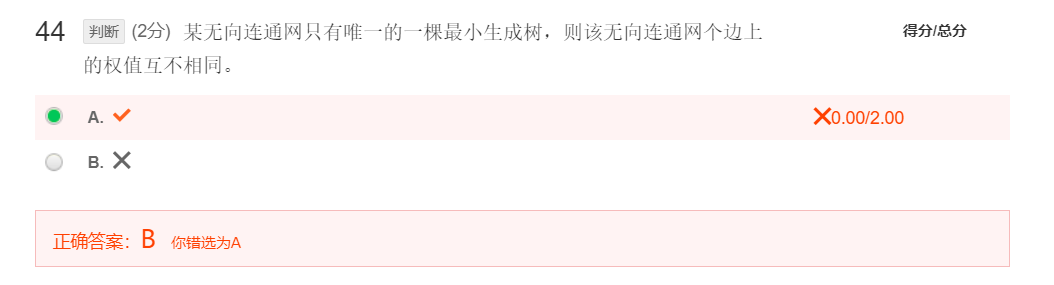 44 判断 (2分) 某无向连通网只有唯一的一棵最小生成树，则该无向连通网个边上 得分/总分
的权值互不相同。
A. ✓ ✕0.00/2.00
B. ✕
正确答案：B 你错选为A